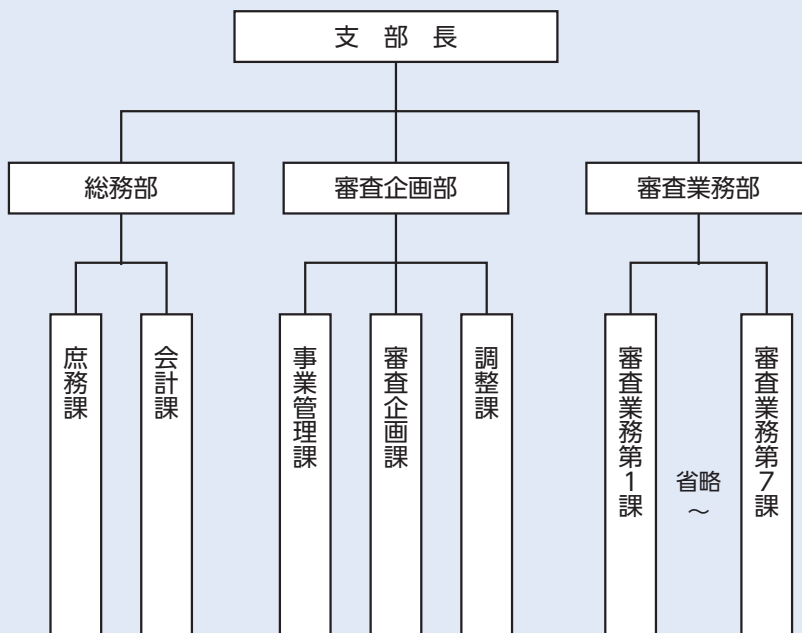 支部長
総務部
審査企画部
審査業務部
庶務課
会計課
事業管理課
審査企画課
調整課
審査業務第1課
省略
～
審査業務第7課